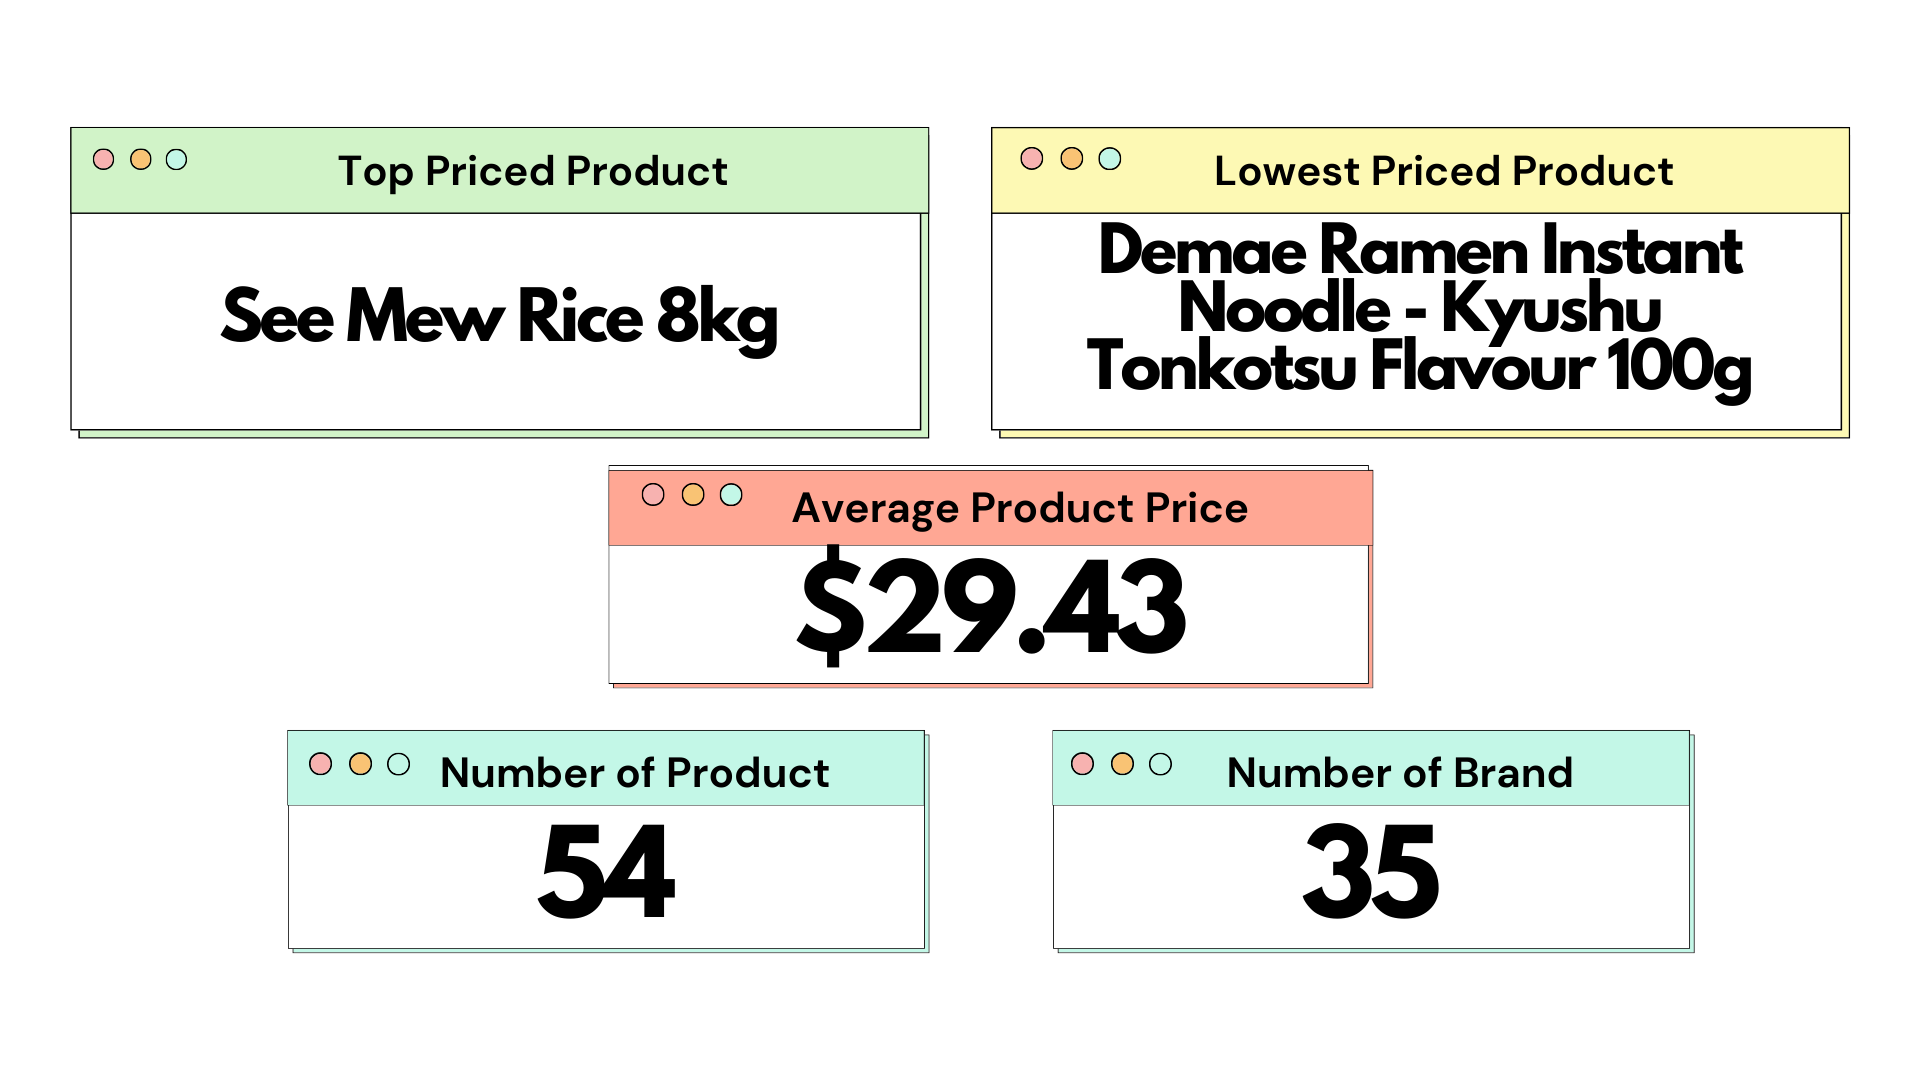 Top Priced Product
See Mew Rice 8kg
Lowest Priced Product
Demae Ramen Instant
Noodle - Kyushu
Tonkotsu Flavour 100g
Average Product Price
$29.43
Number of Product
54
Number of Brand
35